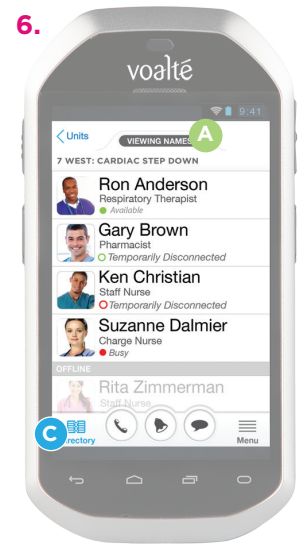 6.
voalté
9:41
Units
VIEWING NAMES
A
7 WEST: CARDIAC STEP DOWN
Ron Anderson
Respiratory Therapist
Available
Gary Brown
Pharmacist
Temporarily Disconnected
Ken Christian
Staff Nurse
Temporarily Disconnected
Suzanne Dalmier
Charge Nurse
Busy
OFFLINE
Rita Zimmerman
Staff Nurse
C
rectory
Menu